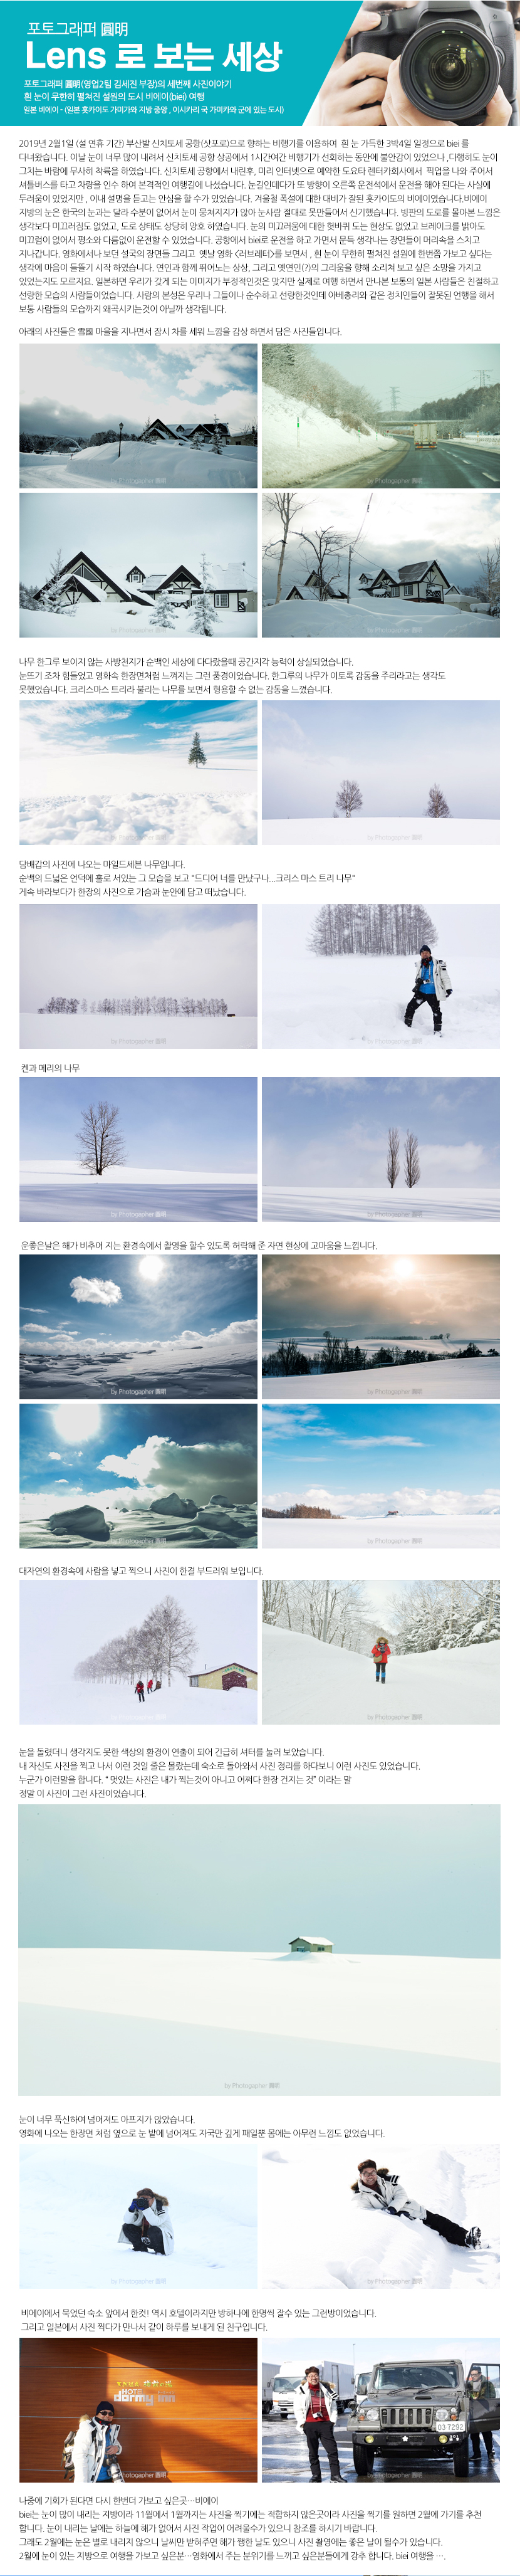 포토그래퍼 圓明
Lens 로 보는 세상
포토그래퍼 圓明(영업2팀 김세진 부장)의 세번째 사진이야기
흰 눈이 무한히 펼쳐진 설원의 도시 비에이(biei) 여행
일본 비에이 - (일본 홋카이도 가미카와 지방 중앙 , 이시카리 국 가미카와 군에 있는 도시)
2019년 2월1일 (설 연휴 기간) 부산발 신치토세 공항(삿포로)으로 향하는 비행기를 이용하여 흰 눈 가득한 3박4일 일정으로 biei 를
다녀왔습니다. 이날 눈이 너무 많이 내려서 신치토세 공항 상공에서 1시간여간 비행기가 선회하는 동안에 불안감이 있었으나 ,다행히도 눈이
그치는 바람에 무사히 착륙을 하였습니다. 신치토세 공항에서 내린후, 미리 인터넷으로 예약한 도요타 렌터카회사에서 픽업을 나와 주어서
셔틀버스를 타고 차량을 인수 하여 본격적인 여행길에 나섰습니다. 눈길인데다가 또 방향이 오른쪽 운전석에서 운전을 해야 된다는 사실에
두려움이 있었지만 , 이내 설명을 듣고는 안심을 할 수가 있었습니다. 겨울철 폭설에 대한 대비가 잘된 홋카이도의 비에이였습니다.비에이
지방의 눈은 한국의 눈과는 달라 수분이 없어서 눈이 뭉쳐지지가 않아 눈사람 절대로 못만들어서 신기했습니다. 빙판의 도로를 몰아본 느낌은
생각보다 미끄러짐도 없었고, 도로 상태도 상당히 양호 하였습니다. 눈의 미끄러움에 대한 헛바퀴 도는 현상도 없었고 브레이크를 밟아도
미끄럼이 없어서 평소와 다름없이 운전할 수 있었습니다. 공항에서 biei로 운전을 하고 가면서 문득 생각나는 장면들이 머리속을 스치고
지나갑니다. 영화에서나 보던 설국의 장면들 그리고 옛날 영화 <러브레터>를 보면서 , 흰 눈이 무한히 펼쳐진 설원에 한번쯤 가보고 싶다는
생각에 마음이 들뜨기 시작 하였습니다. 연인과 함께 뛰어노는 상상, 그리고 옛연인(?)의 그리움을 향해 소리쳐 보고 싶은 소망을 가지고
있었는지도 모르지요. 일본하면 우리가 갖게 되는 이미지가 부정적인것은 맞지만 실제로 여행 하면서 만나본 보통의 일본 사람들은 친절하고
선량한 모습의 사람들이었습니다. 사람의 본성은 우리나 그들이나 순수하고 선량한것인데 아베총리와 같은 정치인들이 잘못된 언행을 해서
보통 사람들의 모습까지 왜곡시키는것이 아닐까 생각됩니다.
아래의 사진들은 雪國 마을을 지나면서 잠시 차를 세워 느낌을 감상 하면서 담은 사진들입니다.
by Photogapher 圓明
by Photogapher 圓明
by Photogapher 圓明
by Photogapher 圓明
나무 한그루 보이지 않는 사방천지가 순백인 세상에 다다랐을때 공간지각 능력이 상실되었습니다.
눈뜨기 조차 힘들었고 영화속 한장면처럼 느껴지는 그런 풍경이었습니다. 한그루의 나무가 이토록 감동을 주리라고는 생각도
못했었습니다. 크리스마스 트리라 불리는 나무를 보면서 형용할 수 없는 감동을 느꼈습니다.
by Photogapher 圓明
by Photogapher 圓明
담배갑의 사진에 나오는 마일드세븐 나무입니다.
순백의 드넓은 언덕에 홀로 서있는 그 모습을 보고 "드디어 너를 만났구나...크리스 마스 트리 나무"
계속 바라보다가 한장의 사진으로 가슴과 눈안에 담고 떠났습니다.
by Photogapher 圓明
by Photogapher 圓明
켄과 메리의 나무
by Photogapher 圓明
by Photogapher 圓明
운좋은날은 해가 비추어 지는 환경속에서 촬영을 할수 있도록 허락해 준 자연 현상에 고마움을 느낍니다.
by Photogapher 圓明
by Photogapher 圓明
by Photogapher 圓明
by Photogapher 圓明
대자연의 환경속에 사람을 넣고 찍으니 사진이 한결 부드러워 보입니다.
by Photogapher 圓明
by Photogapher 圓明
눈을 돌렸더니 생각지도 못한 색상의 환경이 연출이 되어 긴급히 셔터를 눌러 보았습니다.
내 자신도 사진을 찍고 나서 이런 것일 줄은 몰랐는데 숙소로 돌아와서 사진 정리를 하다보니 이런 사진도 있었습니다.
누군가 이런말을 합니다. " 멋있는 사진은 내가 찍는것이 아니고 어쩌다 한장 건지는 것" 이라는 말
정말 이 사진이 그런 사진이었습니다.
by Photogapher 圓明
눈이 너무 푹신하여 넘어져도 아프지가 않았습니다.
영화에 나오는 한장면 처럼 옆으로 눈 밭에 넘어져도 자국만 깊게 패일뿐 몸에는 아무런 느낌도 없었습니다.
by Photogapher 圓明
by Photogapher 圓明
비에이에서 묵었던 숙소 앞에서 한컷! 역시 호텔이라지만 방하나에 한명씩 잘수 있는 그런방이었습니다.
그리고 일본에서 사진 찍다가 만나서 같이 하루를 보내게 된 친구입니다.
HOTEL
dormy inn
by Photogapher 圓明
03 7292
by Photogapher 圓明
나중에 기회가 된다면 다시 한번더 가보고 싶은곳…비에이
biei는 눈이 많이 내리는 지방이라 11월에서 1월까지는 사진을 찍기에는 적합하지 않은곳이라 사진을 찍기를 원하면 2월에 가기를 추천
합니다. 눈이 내리는 날에는 하늘에 해가 없어서 사진 작업이 어려울수가 있으니 참조를 하시기 바랍니다.
그래도 2월에는 눈은 별로 내리지 않으니 날씨만 받혀주면 해가 쨍한 날도 있으니 사진 촬영에는 좋은 날이 될수가 있습니다.
2월에 눈이 있는 지방으로 여행을 가보고 싶은분…영화에서 주는 분위기를 느끼고 싶은분들에게 강추 합니다. biei 여행을 ….